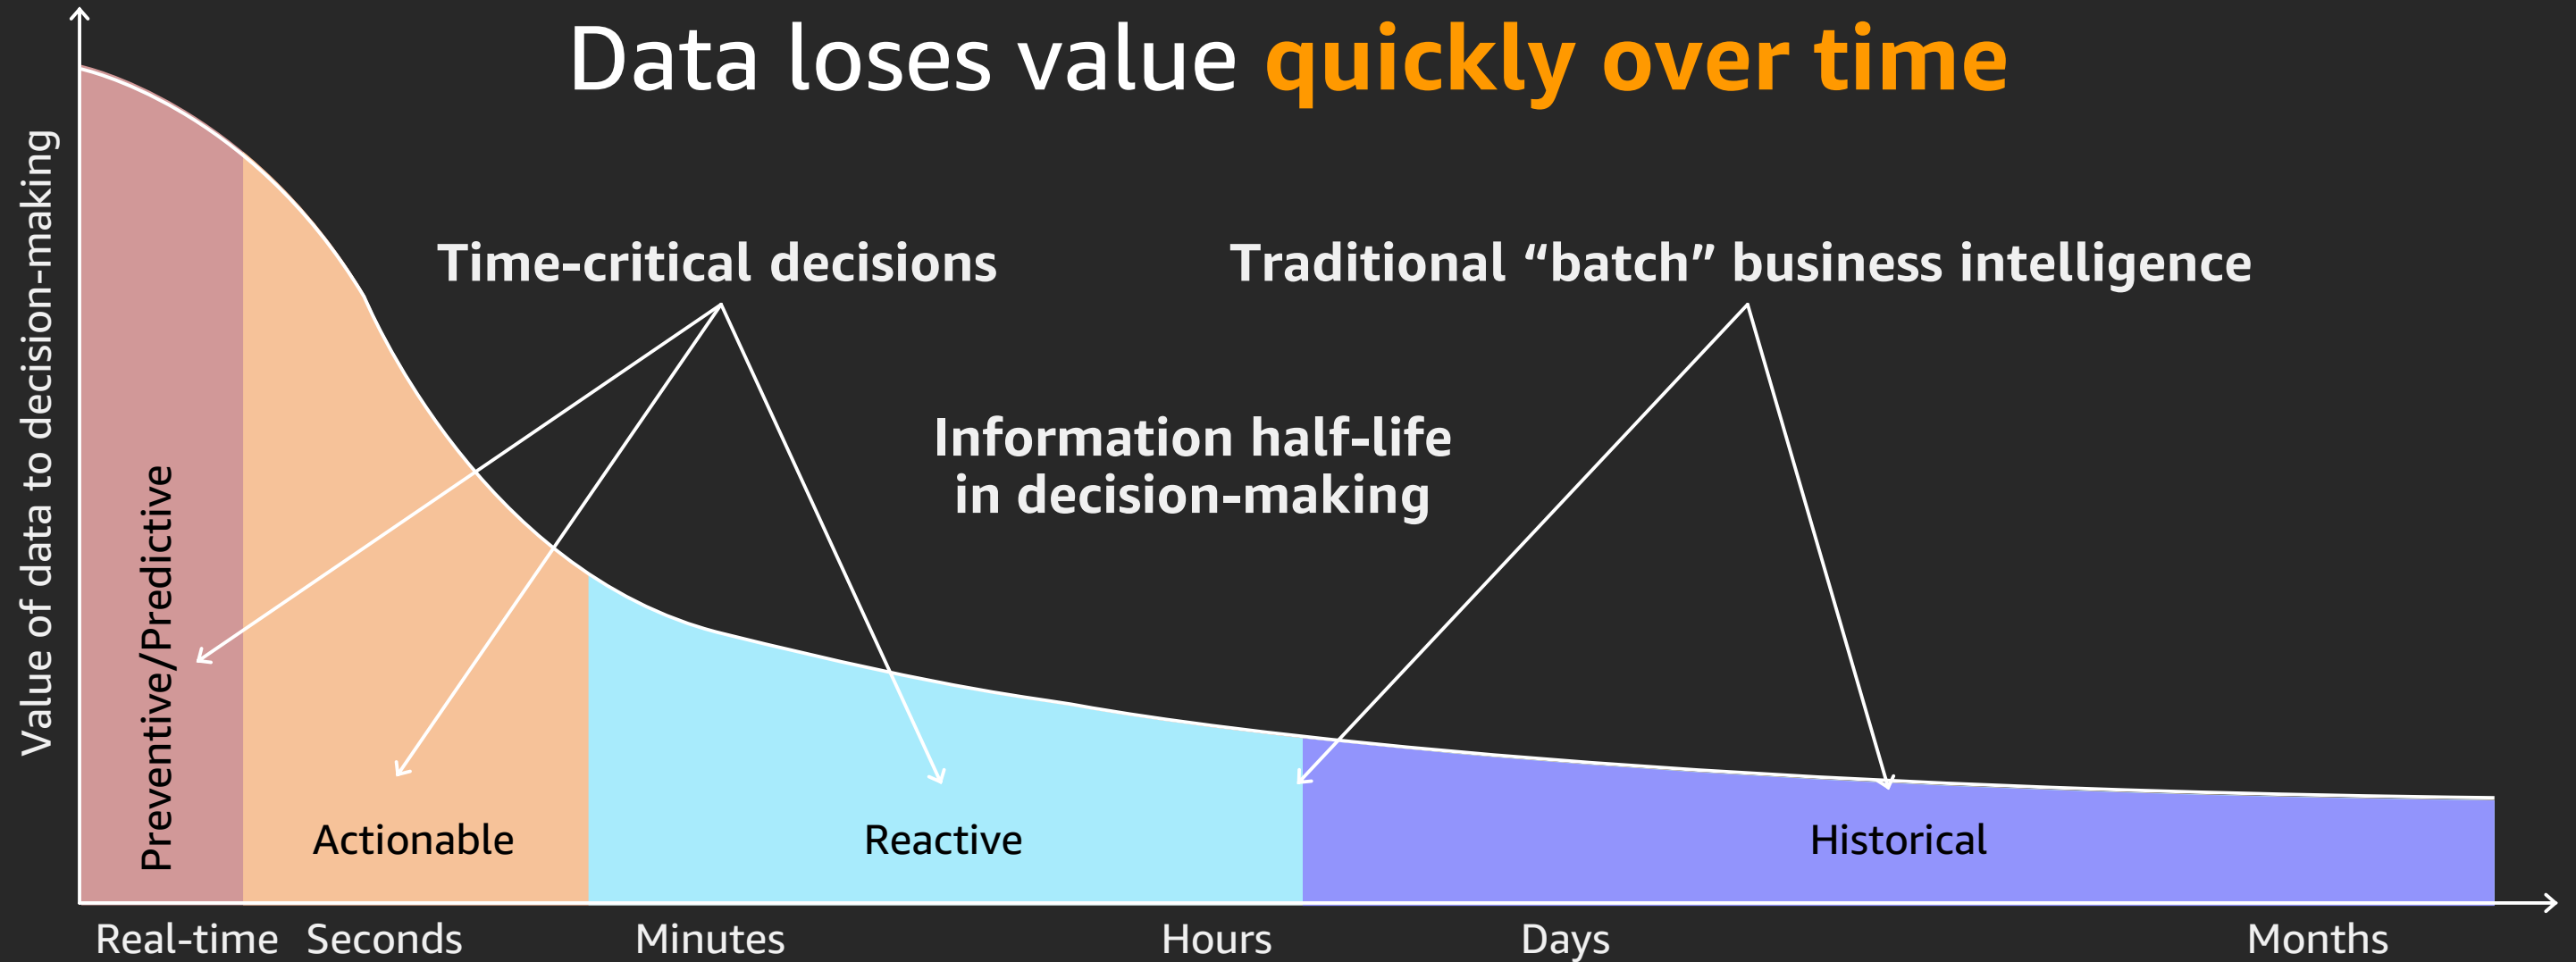 Data loses value quickly over time
Value of data to decision-making
Time-critical decisions
Traditional “batch” business intelligence
Information half-life
in decision-making
Preventive/Predictive
Actionable
Reactive
Historical
Real-time
Seconds
Minutes
Hours
Days
Months